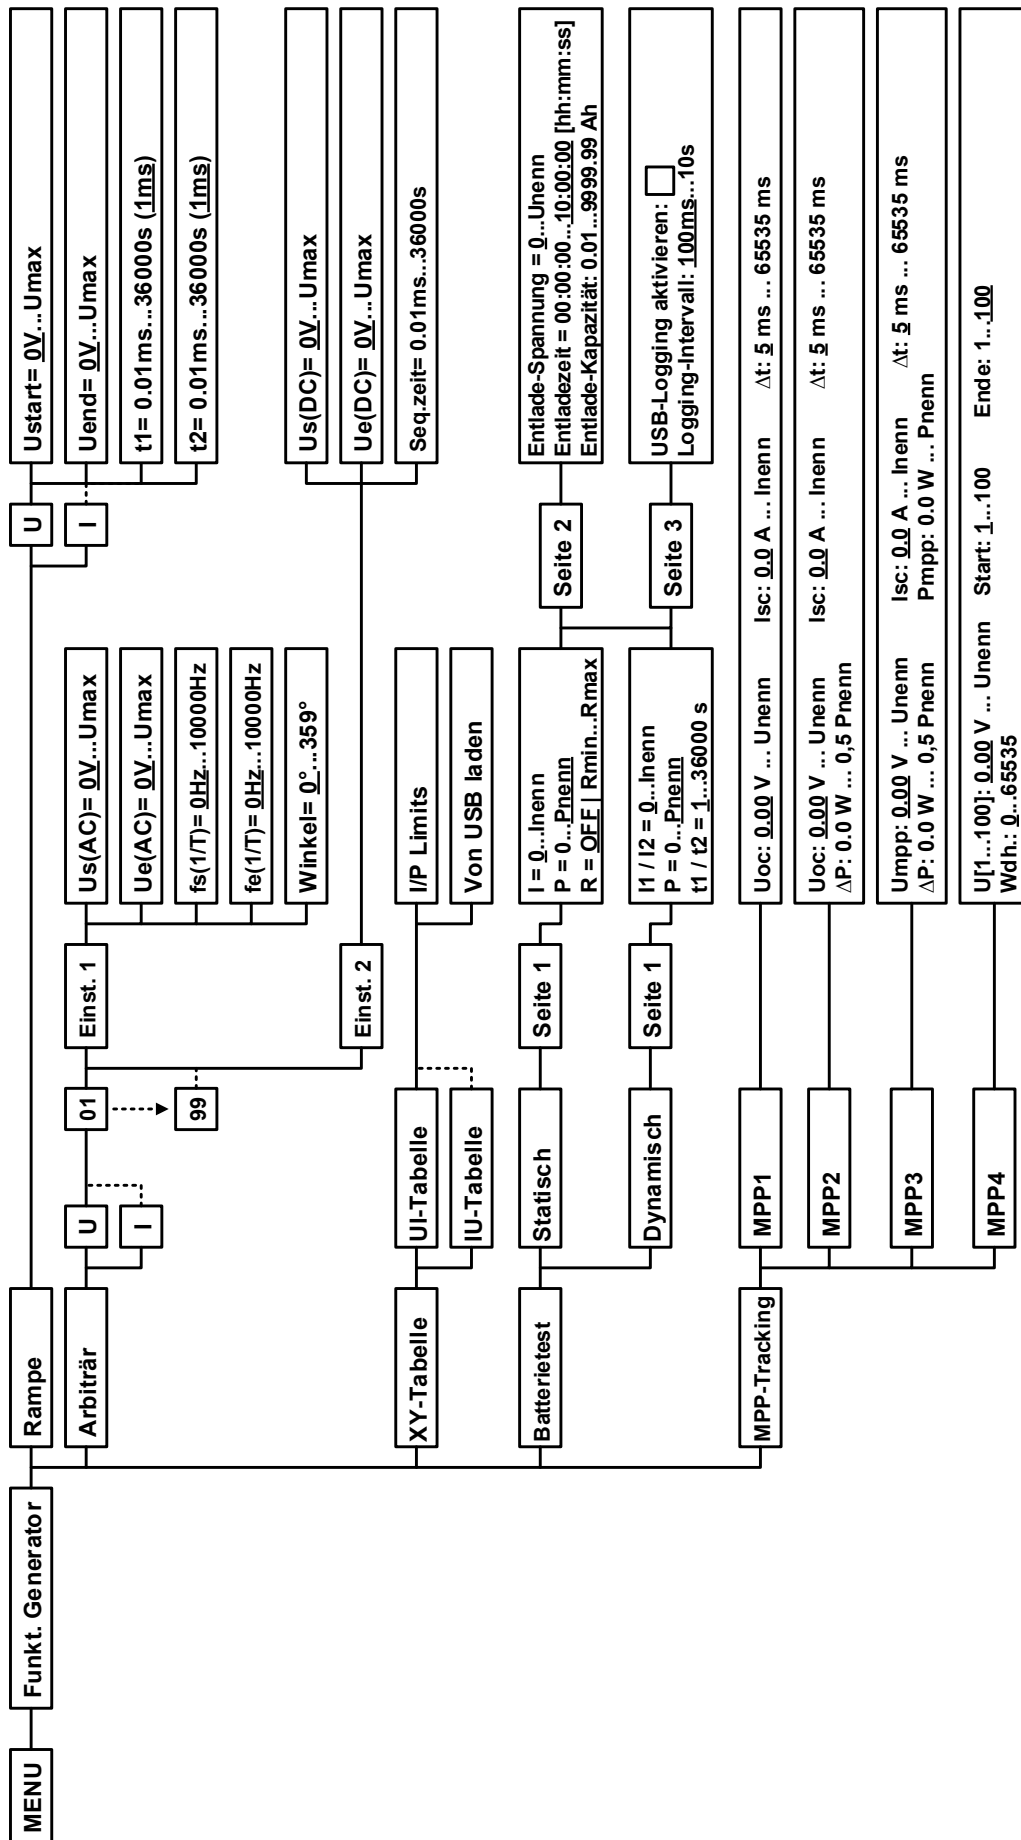 MENU
Funkt. Generator
Rampe
U
I
Ustart= 0V...Umax
Uend= 0V...Umax
t1= 0.01ms...36000s (1ms)
t2= 0.01ms...36000s (1ms)
Arbiträr
U
I
01
99
Einst. 1
Us(AC)= 0V...Umax
Ue(AC)= 0V...Umax
fs(1/T)= 0Hz...10000Hz
fe(1/T)= 0Hz...10000Hz
Winkel= 0°...359°
Einst. 2
Us(DC)= 0V...Umax
Ue(DC)= 0V...Umax
Seq.zeit= 0.01ms...36000s
XY-Tabelle
UI-Tabelle
IU-Tabelle
I/P Limits
Von USB laden
Batterietest
Statisch
Seite 1
I = 0...Inenn
P = 0...Pnenn
R = OFF | Rmin...Rmax
Dynamisch
Seite 1
I1 / I2 = 0...Inenn
P = 0...Pnenn
t1 / t2 = 1...36000 s
Seite 2
Entlade-Spannung = 0...Unenn
Entladezeit = 00:00:00...10:00:00 [hh:mm:ss]
Entlade-Kapazität: 0.01...9999.99 Ah
Seite 3
USB-Logging aktivieren:
Logging-Intervall: 100ms...10s
MPP-Tracking
MPP1
Uoc: 0.00 V ... Unenn Isc: 0.0 A ... Inenn Δt: 5 ms ... 65535 ms
MPP2
Uoc: 0.00 V ... Unenn Isc: 0.0 A ... Inenn Δt: 5 ms ... 65535 ms
ΔP: 0.0 W ... 0,5 Pnenn
MPP3
Umpp: 0.00 V ... Unenn Isc: 0.0 A ... Inenn Δt: 5 ms ... 65535 ms
ΔP: 0.0 W ... 0,5 Pnenn Pmpp: 0.0 W ... Pnenn
MPP4
U[1...100]: 0.00 V ... Unenn Start: 1...100 Ende: 1...100
Wdh.: 0...65535